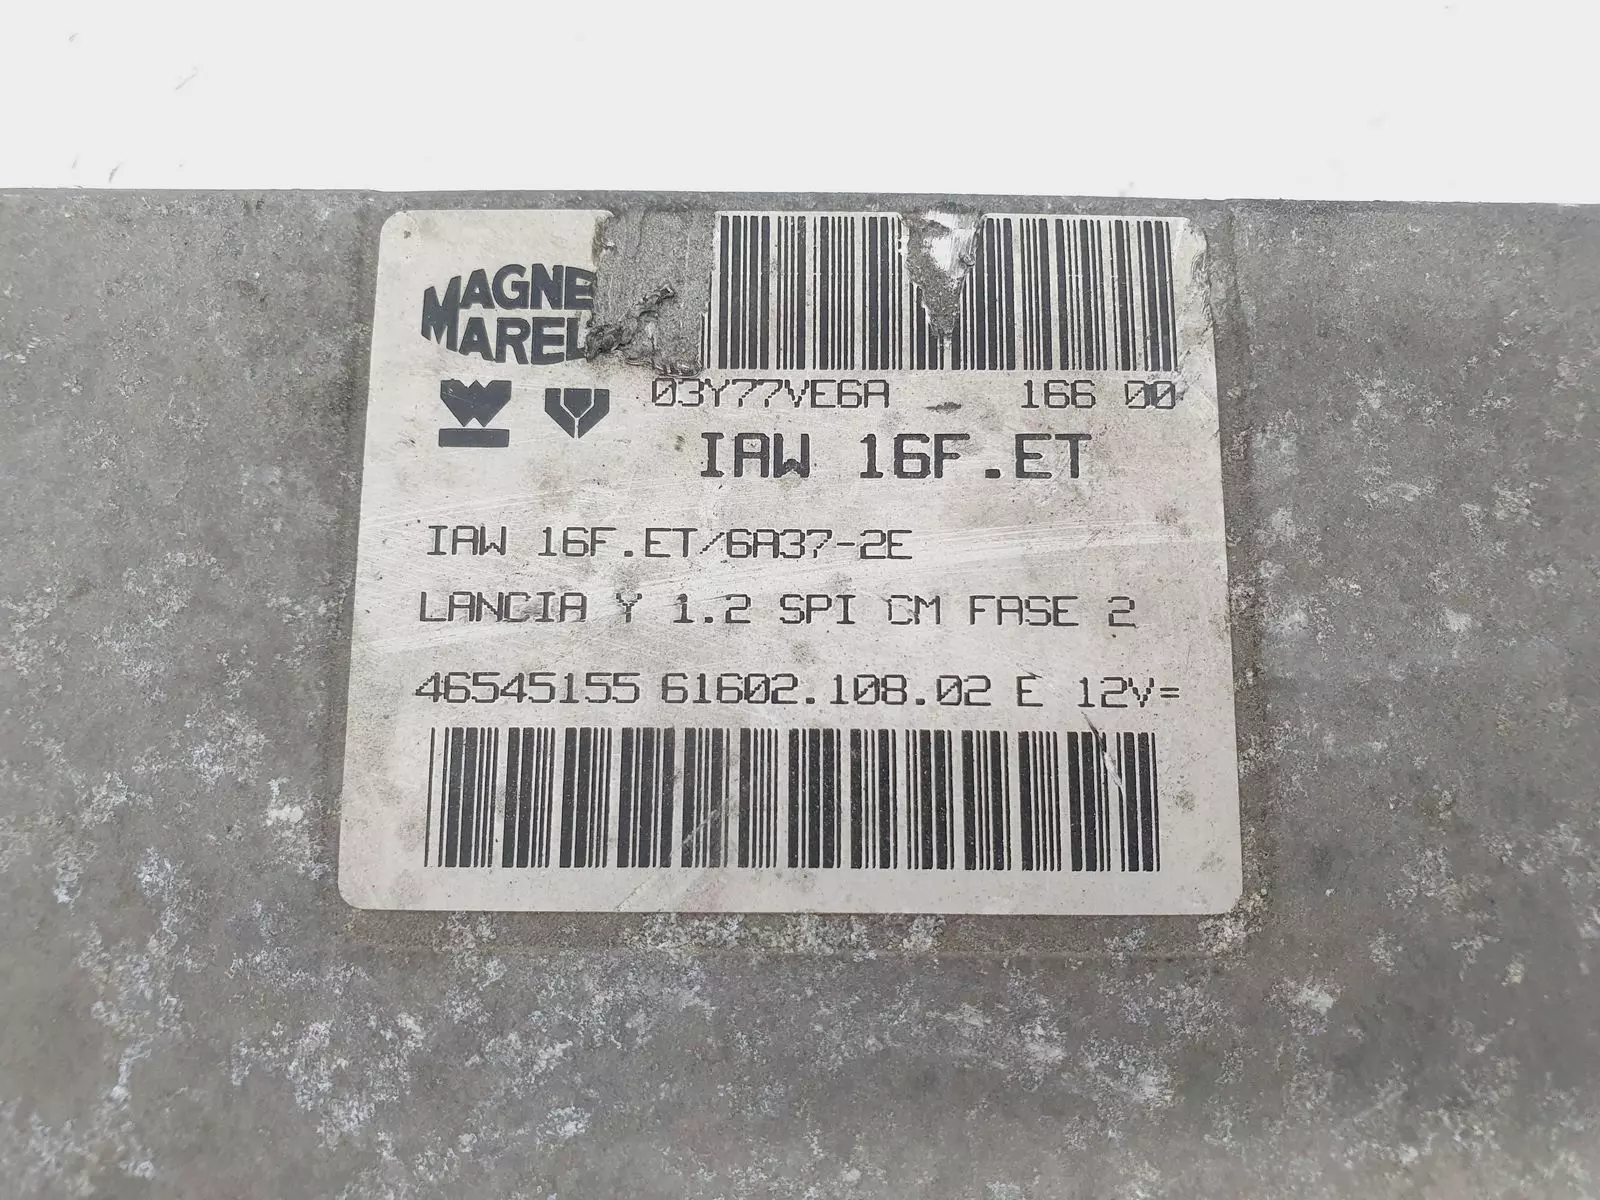 MAGNE
MAREL
03Y77VE6A 166 00
IAW 16F.ET
IAW 16F.ET/6A37-2E
LANCIA Y 1.2 SPI CM FASE 2
46545155 61602.108.02 E 12V=